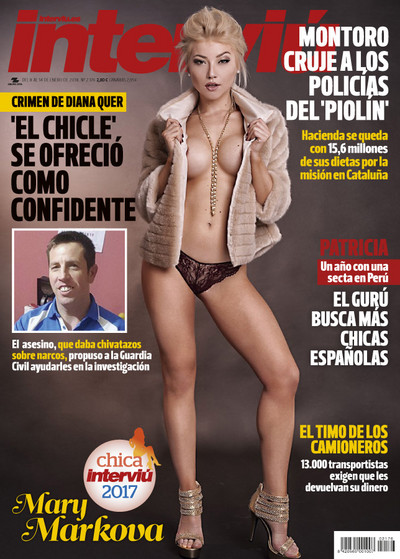 interviú
MONTORO
CRUJE A LOS
POLICÍAS
DEL 'PIOLÍN'
Hacienda se queda
con 15,6 millones
de sus dietas por la
misión en Cataluña
CRIMEN DE DIANA QUER
'EL CHICLE'
SE OFRECIÓ
COMO
CONFIDENTE
El asesino, que daba chivatazos
sobre narcos, propuso a la Guardia
Civil ayudarles en la investigación
PATRICIA
Un año con una
secta en Perú
EL GURÚ
BUSCA MÁS
CHICAS
ESPAÑOLAS
EL TIMO DE LOS
CAMIONEROS
13.000 transportistas
exigen que les
devuelvan su dinero
chica
interviú
2017
Mary
Markova